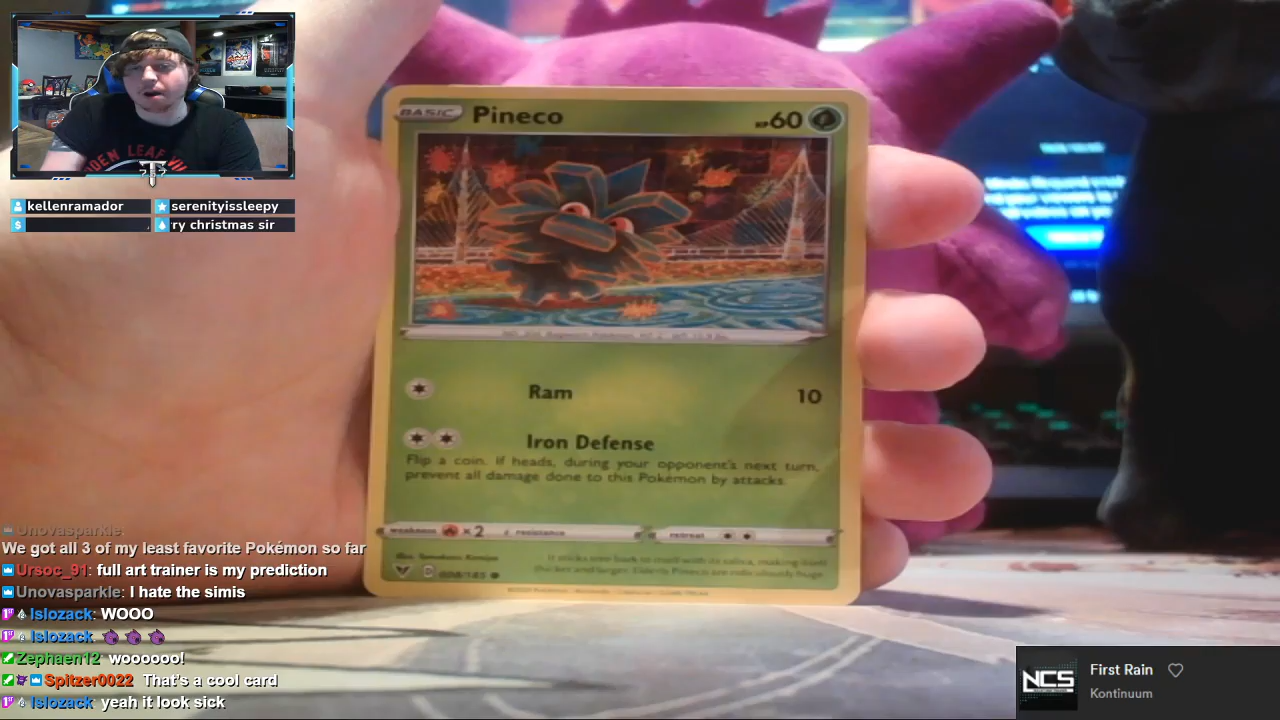 BASIC Pineco HP60
Ram 10
Iron Defense
Flip a coin. If heads, during your opponent's next turn,
prevent all damage done to this Pokémon by attacks.
weakness ×2 resistance retreat
kellenramador
serenityissleepy
$
ry christmas sir
Unovasparkle
We got all 3 of my least favorite Pokémon so far
Ursoc_91: full art trainer is my prediction
Unovasparkle: I hate the simis
Islozack: WOOO
Islozack
Zephaen12 woooooo!
Spitzer0022 That's a cool card
Islozack yeah it look sick
NCS
First Rain
Kontinuum